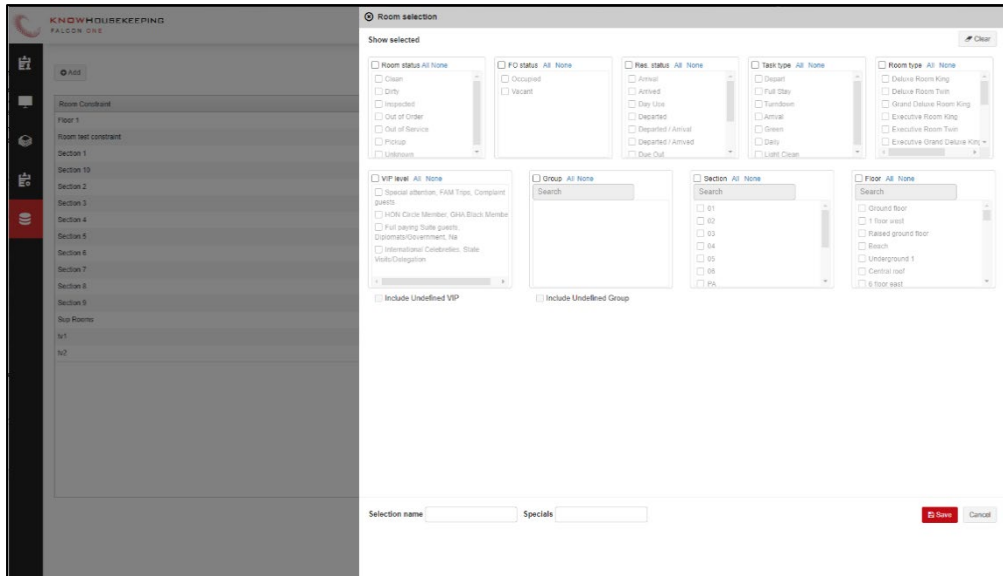 KNOWHOUSEKEEPING
FALCON ONE
Add
Room Constraint
Floor 1
Room test constraint
Section 1
Section 10
Section 2
Section 3
Section 4
Section 5
Section 6
Section 7
Section 8
Section 9
Sup Rooms
tv1
tv2
Room selection
Show selected
Clear
Room status All None
Clean
Dirty
Inspected
Out of Order
Out of Service
Pickup
Unknown
FO status All None
Occupied
Vacant
Res. status All None
Arrival
Arrived
Day Use
Departed
Departed / Arrival
Departed / Arrived
Due Out
Task type All None
Depart
Full Stay
Turndown
Arrival
Green
Daily
Light Clean
Room type All None
Deluxe Room King
Deluxe Room Twin
Grand Deluxe Room King
Executive Room King
Executive Room Twin
Executive Grand Deluxe King
VIP level All None
Special attention, FAM Trips, Complaint
guests
HON Circle Member, GHA Black Membe
Full paying Suite guests,
Diplomats/Government, Na
International Celebrities, State
Visits/Delegation
Include Undefined VIP
Group All None
Search
Include Undefined Group
Section All None
Search
01
02
03
04
05
06
PA
Floor All None
Search
Ground floor
1 floor west
Raised ground floor
Beach
Underground 1
Central roof
6 floor east
Selection name
Specials
Save
Cancel